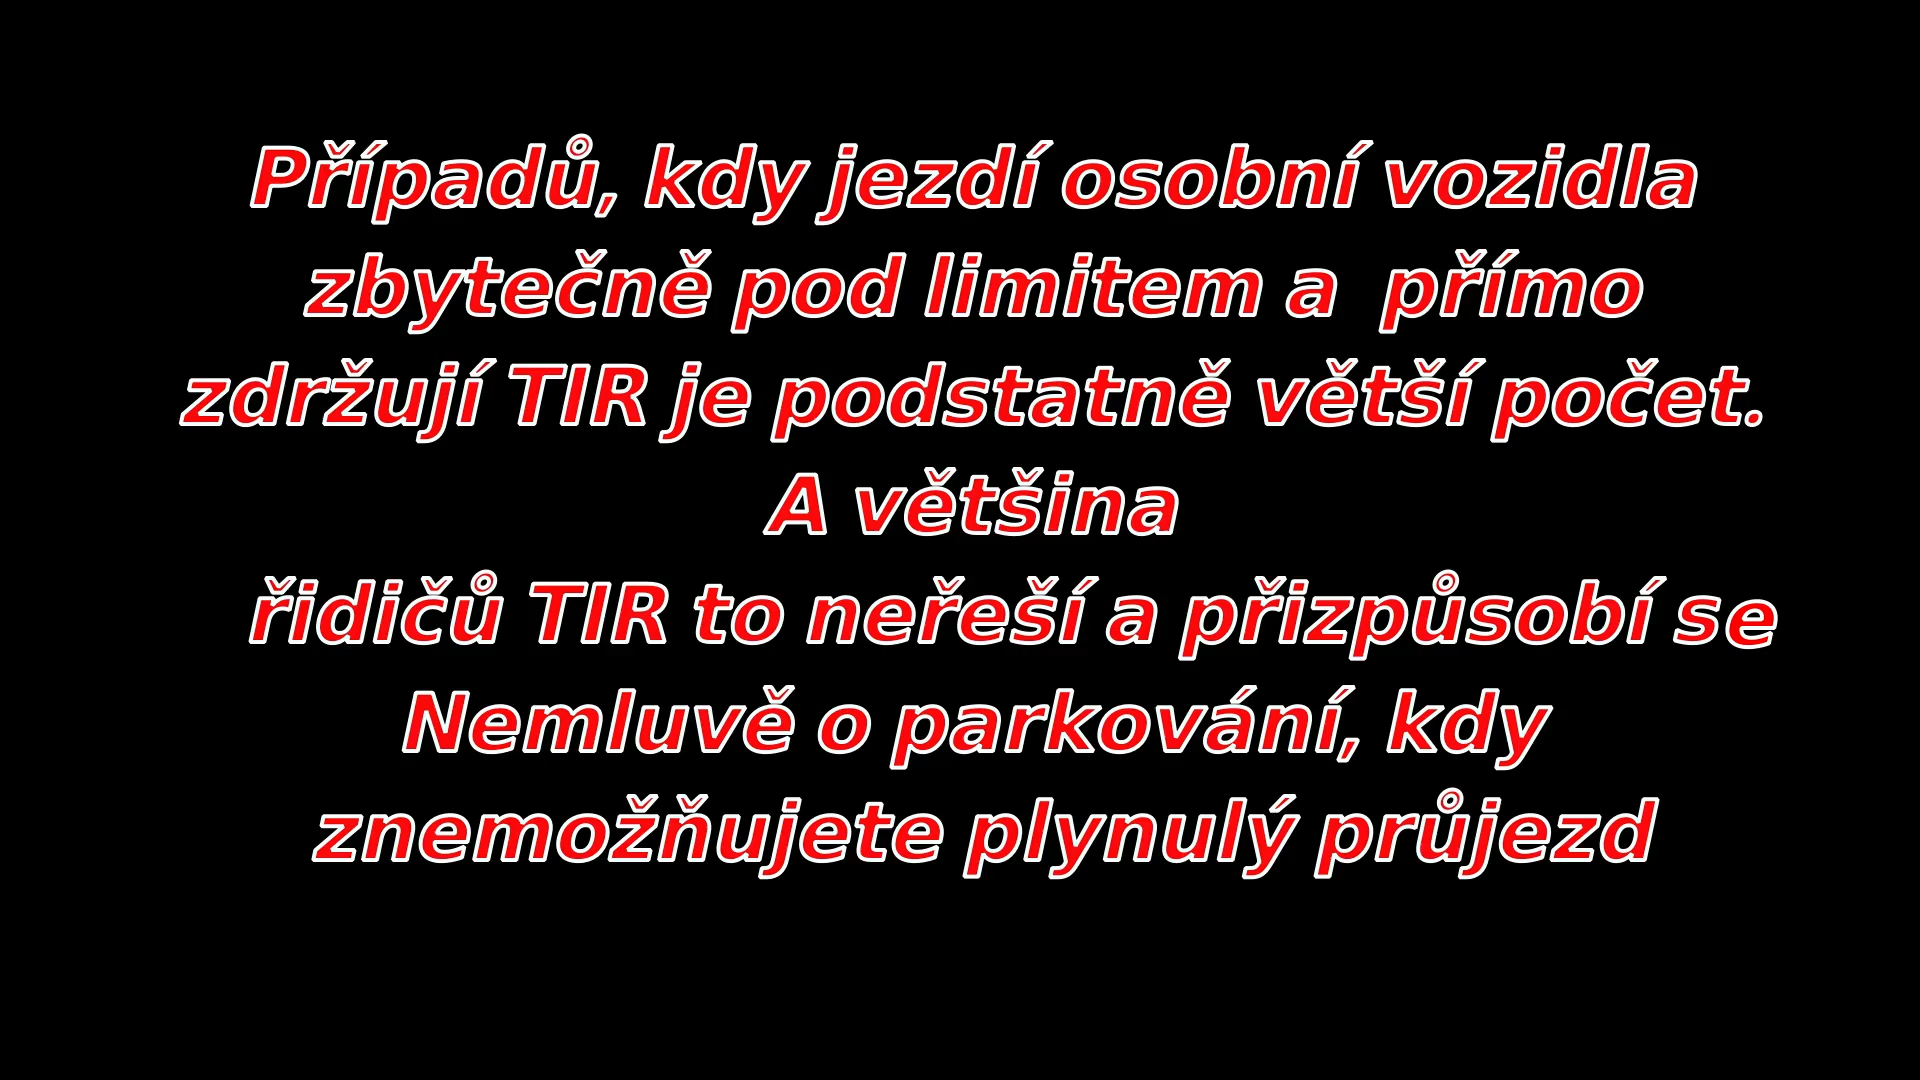 Případů, kdy jezdí osobní vozidla
zbytečně pod limitem a  přímo
zdržují TIR je podstatně větší počet.
A většina
řidičů TIR to neřeší a přizpůsobí se
Nemluvě o parkování, kdy
znemožňujete plynulý průjezd